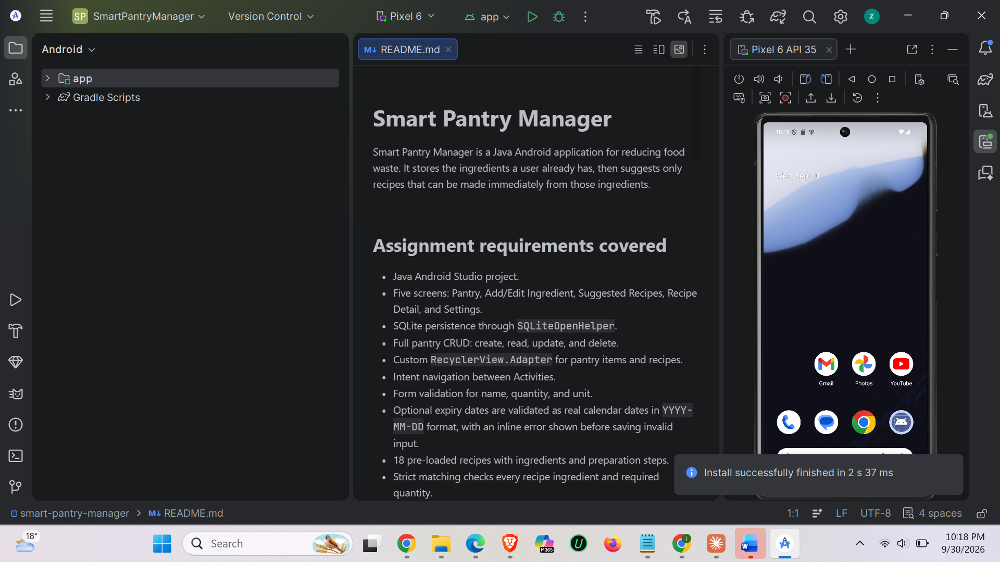 SP SmartPantryManager Version Control Pixel 6 app Z
Android
README.md
Pixel 6 API 35
app
Gradle Scripts
Smart Pantry Manager
Smart Pantry Manager is a Java Android application for reducing food
waste. It stores the ingredients a user already has, then suggests only
recipes that can be made immediately from those ingredients.
Assignment requirements covered
• Java Android Studio project.
• Five screens: Pantry, Add/Edit Ingredient, Suggested Recipes, Recipe
Detail, and Settings.
• SQLite persistence through SQLiteOpenHelper.
• Full pantry CRUD: create, read, update, and delete.
• Custom RecyclerView.Adapter for pantry items and recipes.
• Intent navigation between Activities.
• Form validation for name, quantity, and unit.
• Optional expiry dates are validated as real calendar dates in YYYY-
MM-DD format, with an inline error shown before saving invalid
input.
• 18 pre-loaded recipes with ingredients and preparation steps.
• Strict matching checks every recipe ingredient and required
quantity.
10:18
Wed, Sep 30
Gmail Photos YouTube
Install successfully finished in 2 s 37 ms
smart-pantry-manager > M↓ README.md
1:1 LF UTF-8 4 spaces
18°
Search
M365
10:18 PM
9/30/2026